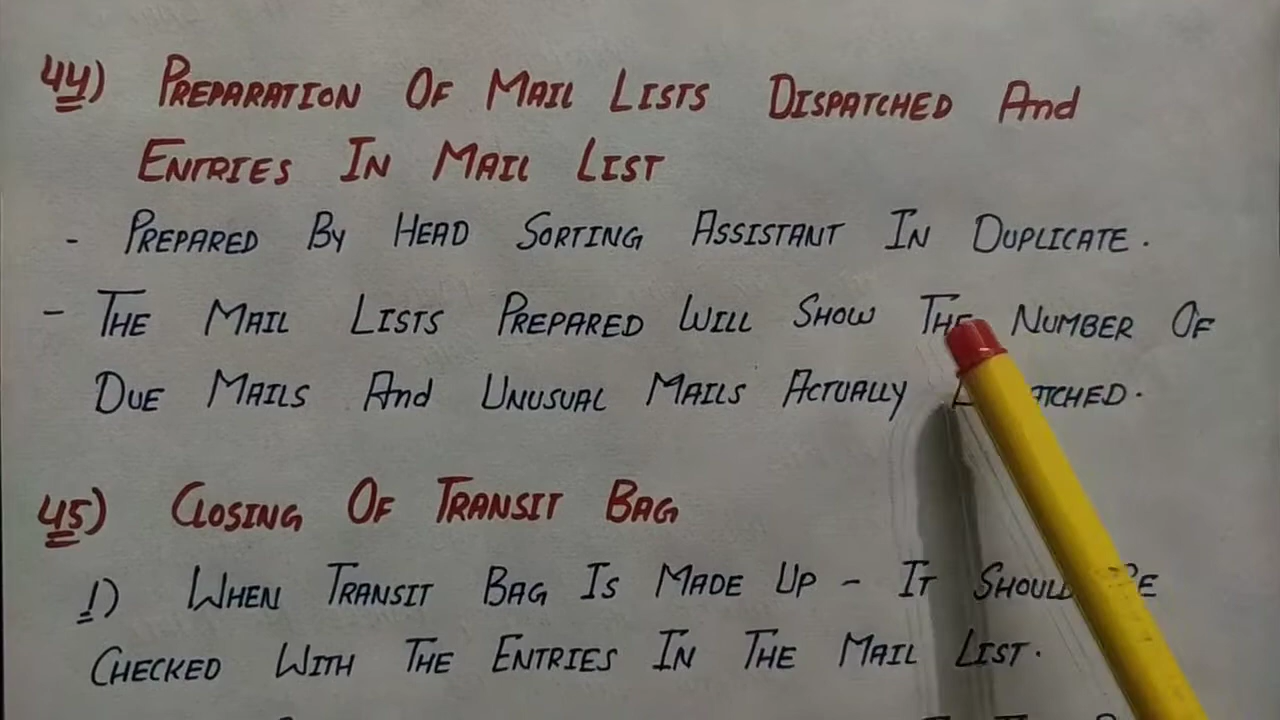 44) PREPARATION OF MAIL LISTS DISPATCHED And
ENTRIES IN MAIL LIST
- PREPARED By HEAD SORTING ASSISTANT IN DUPLICATE.
- THE MAIL LISTS PREPARED WILL SHOW THE NUMBER OF
DUE MAILS And UNUSUAL MAILS ACTUALLY
45) CLOSING OF TRANSIT BAG
1) WHEN TRANSIT BAG IS MADE UP - IT SHOULD BE
CHECKED WITH THE ENTRIES IN THE MAIL LIST.